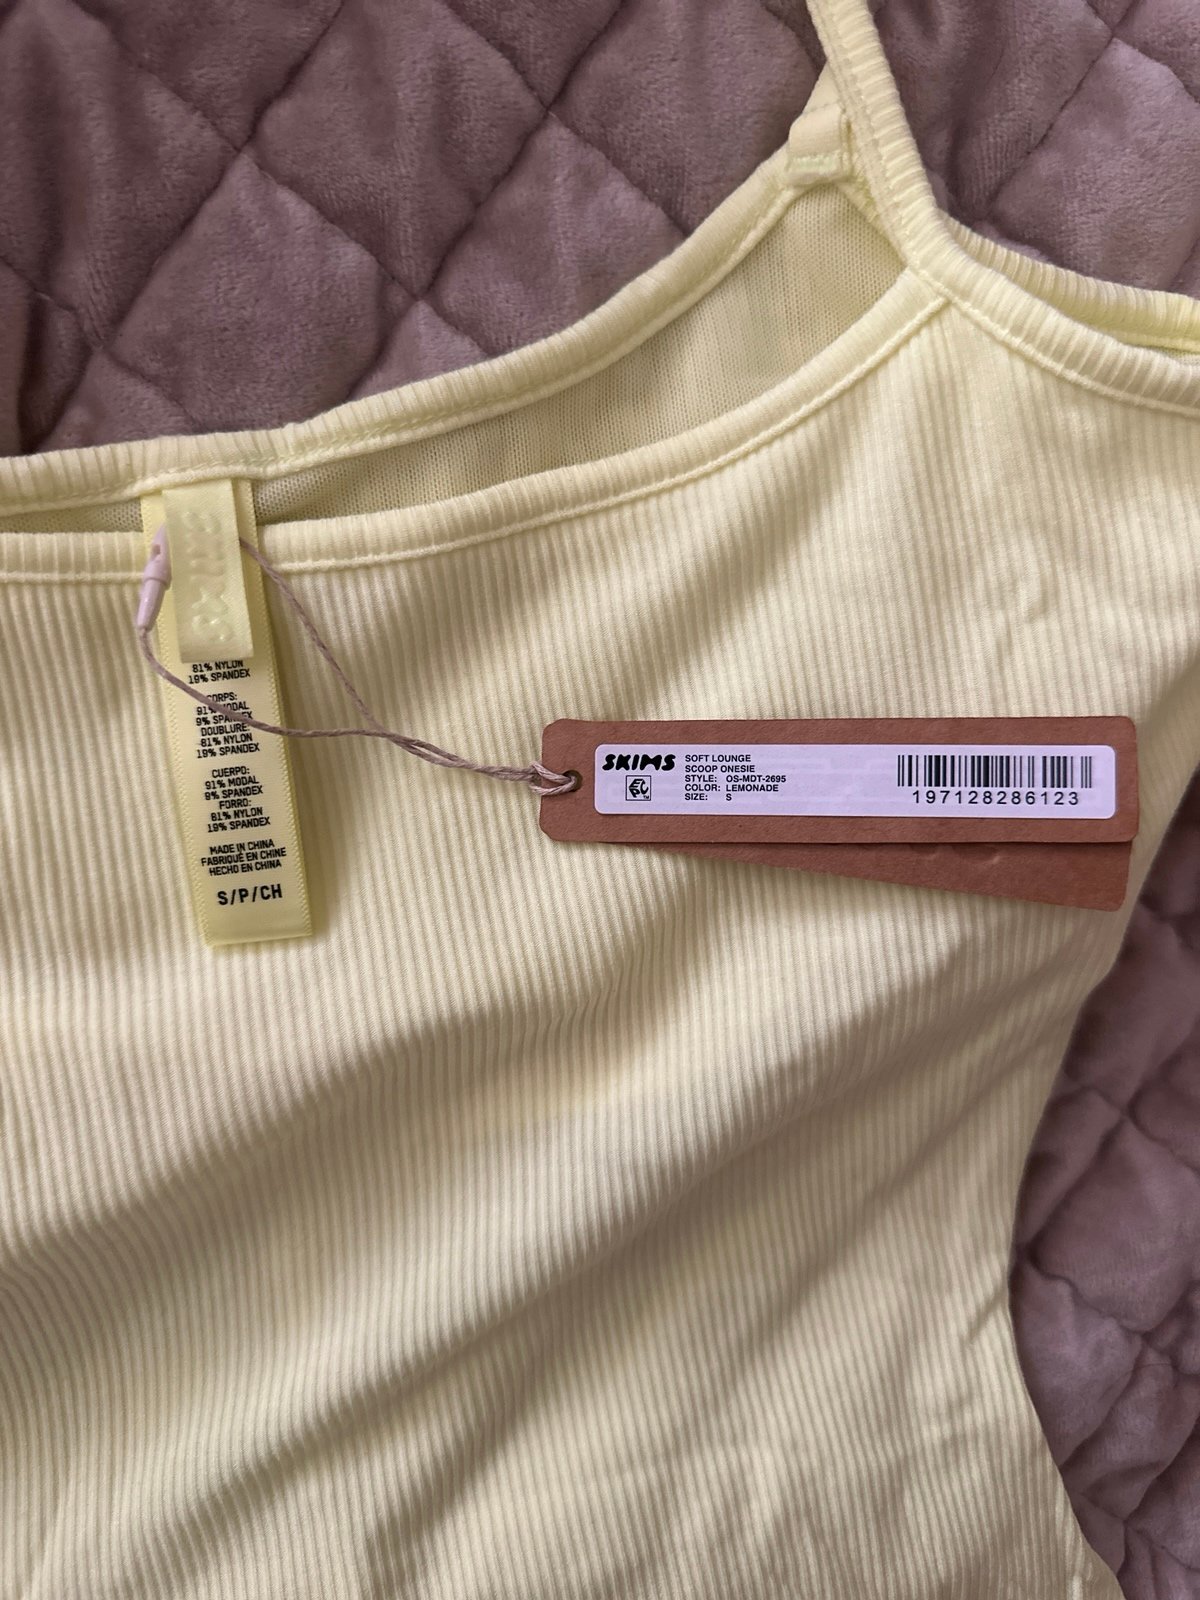 SKIMS
81% NYLON
19% SPANDEX
CORPS:
91% MODAL
9% SPANDEX
DOUBLURE:
81% NYLON
19% SPANDEX
CUERPO:
91% MODAL
9% SPANDEX
FORRO:
81% NYLON
19% SPANDEX
MADE IN CHINA
FABRIQUÉ EN CHINE
HECHO EN CHINA
S/P/CH
SKIMS
SOFT LOUNGE
SCOOP ONESIE
STYLE: OS-MDT-2695
COLOR: LEMONADE
SIZE: S
197128286123